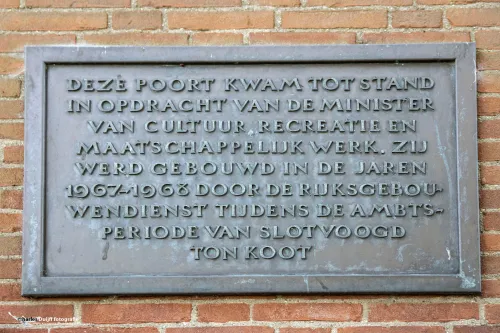 DEZE POORT KWAM TOT STAND
IN OPDRACHT VAN DE MINISTER
VAN CULTUUR, RECREATIE EN
MAATSCHAPPELIJK WERK. ZIJ
WERD GEBOUWD IN DE JAREN
1967-1968 DOOR DE RIJKSGEBOU-
WENDIENST TIJDENS DE AMBTS-
PERIODE VAN SLOTVOOGD
TON KOOT